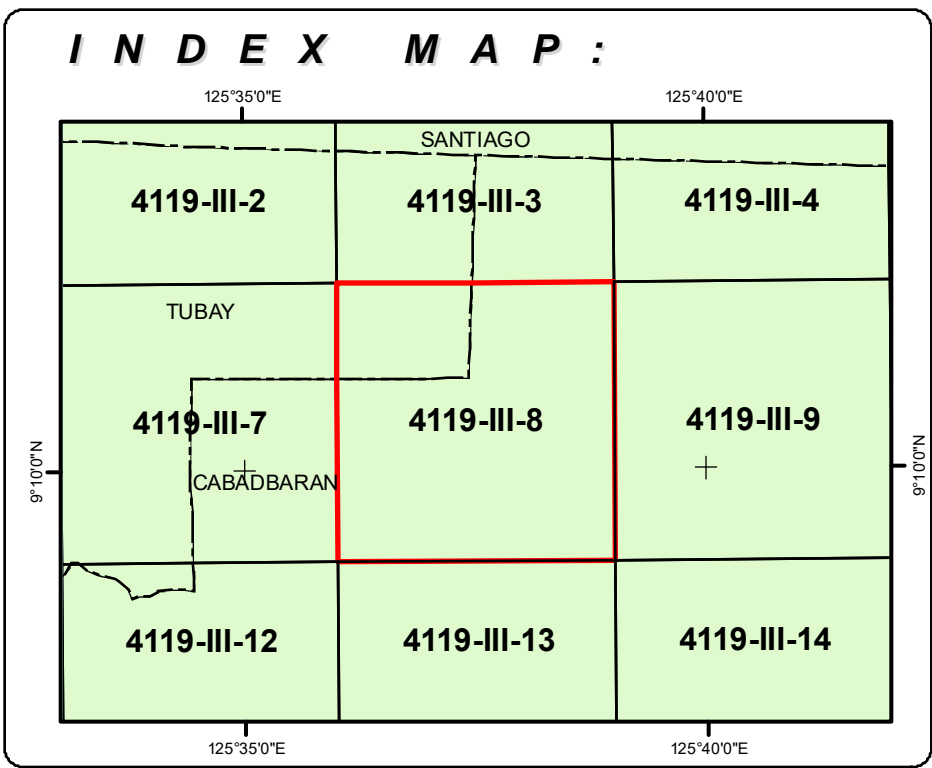 INDEX MAP:
125°35'0"E 125°40'0"E
SANTIAGO
4119-III-2 4119-III-3 4119-III-4
TUBAY
4119-III-7 4119-III-8 4119-III-9
9°10'0"N 9°10'0"N
CABADBARAN
4119-III-12 4119-III-13 4119-III-14
125°35'0"E 125°40'0"E